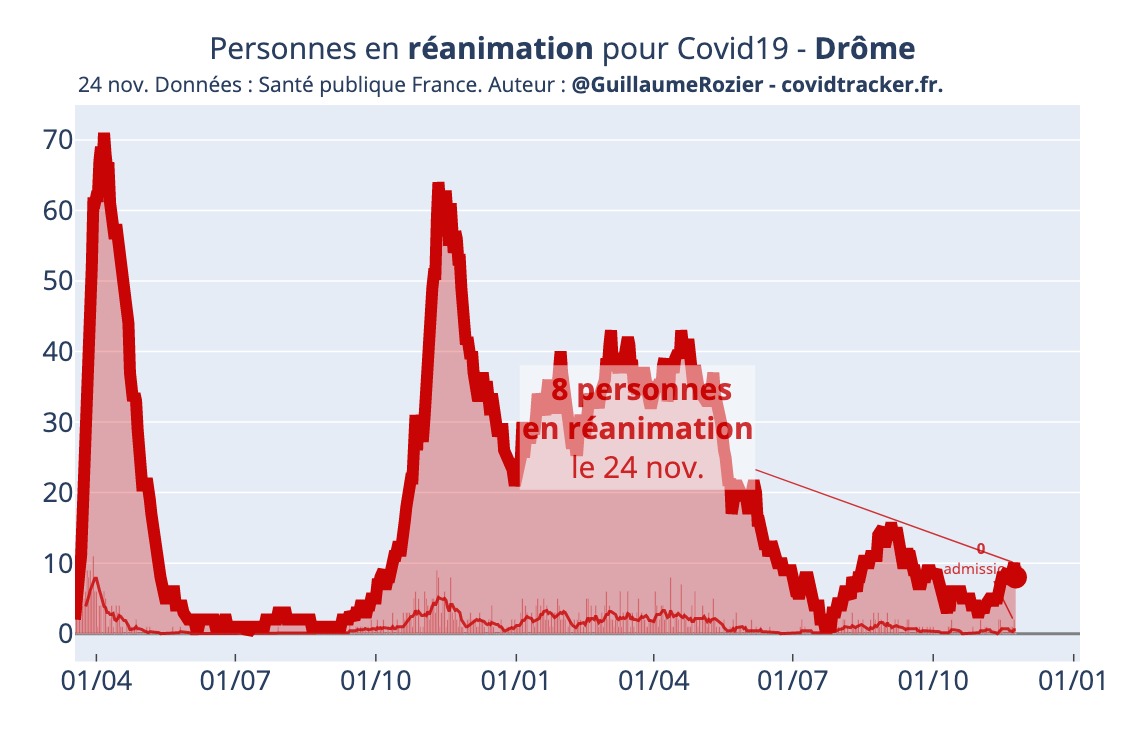 Personnes en réanimation pour Covid19 - Drôme
24 nov. Données : Santé publique France. Auteur : @GuillaumeRozier - covidtracker.fr.
70
60
50
40
30
20
10
0
8 personnes
en réanimation
le 24 nov.
0
admissio
01/04
01/07
01/10
01/01
01/04
01/07
01/10
01/01